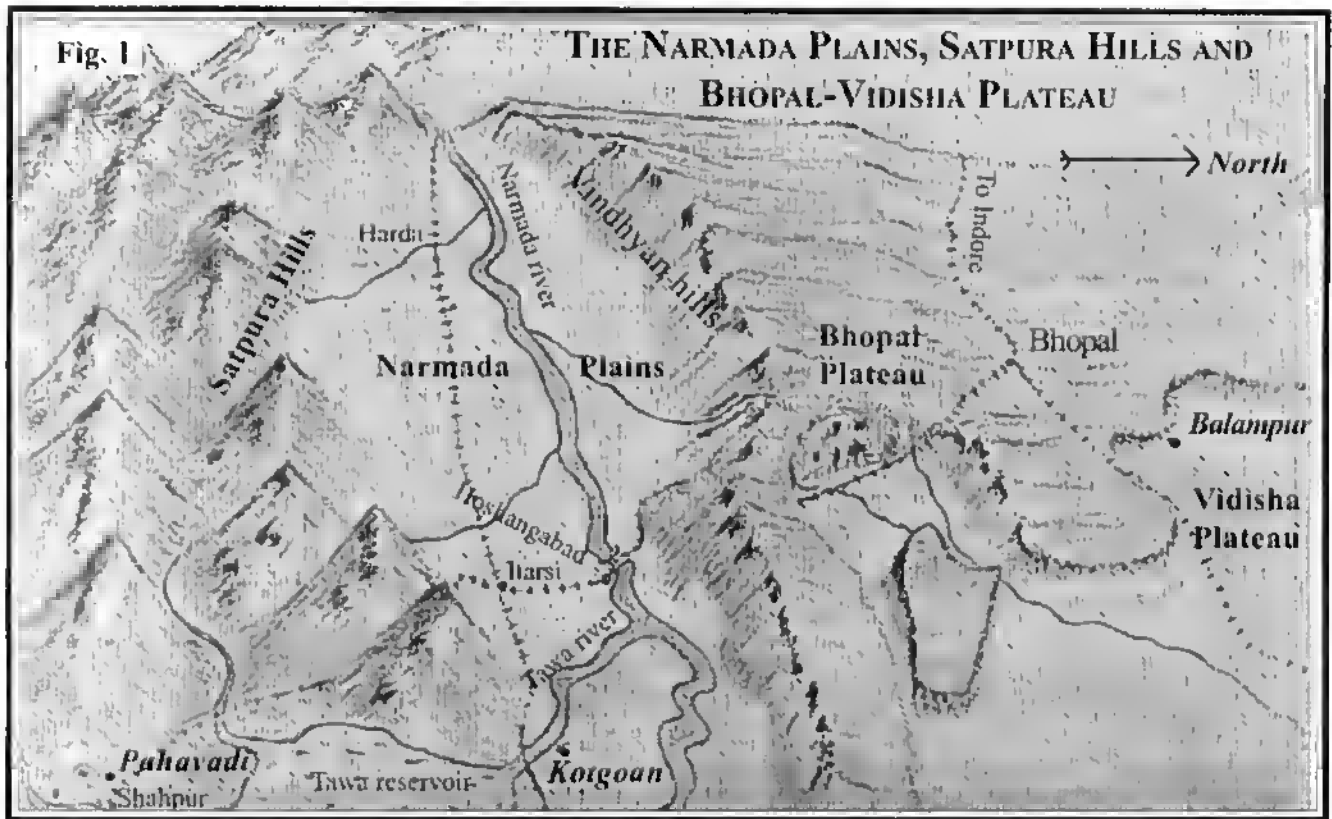 Fig. 1
THE NARMADA PLAINS, SATPURA HILLS AND
BHOPAL-VIDISHA PLATEAU
North
To Indore
Vindhyan hills
Narmada river
Harda
Satpura Hills
Narmada Plains
Bhopal
Plateau
Bhopal
Balampur
Vidisha
Plateau
Hoshangabad
Itarsi
Tawa river
Pahavadi
Shahpur
Tawa reservoir
Kotgoan